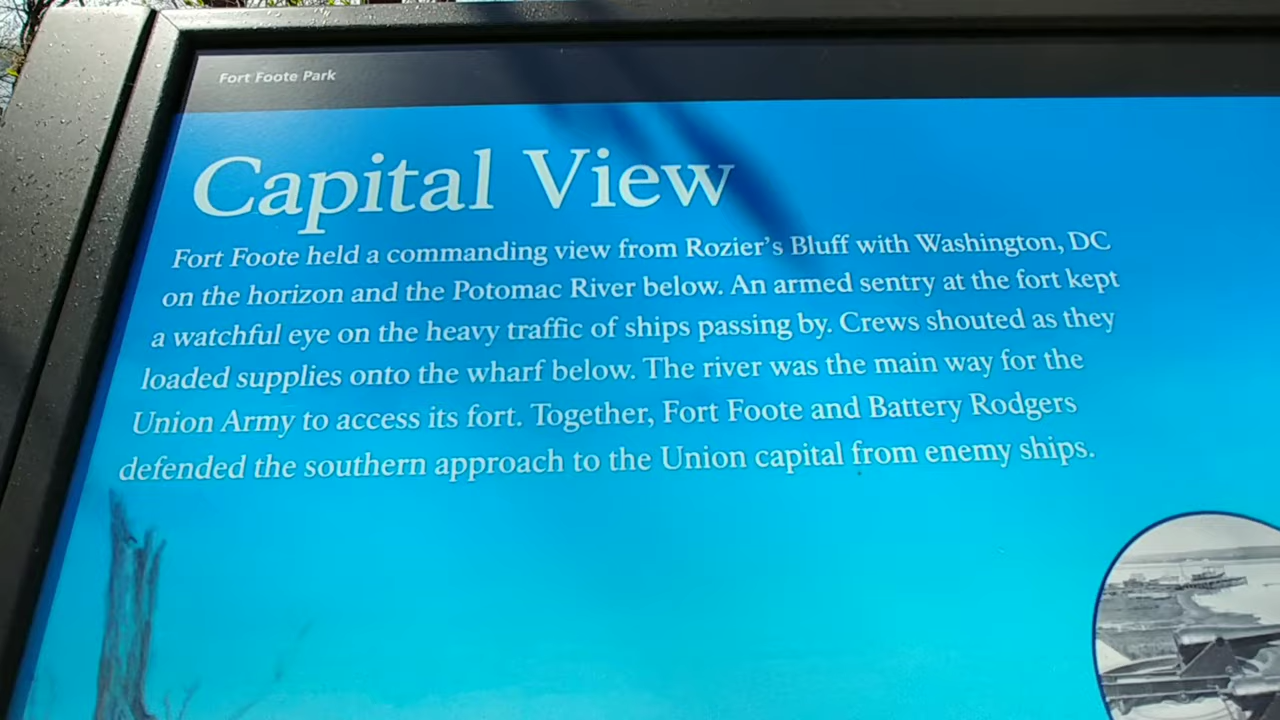 Fort Foote Park
Capital View
Fort Foote held a commanding view from Rozier's Bluff with Washington, DC
on the horizon and the Potomac River below. An armed sentry at the fort kept
a watchful eye on the heavy traffic of ships passing by. Crews shouted as they
loaded supplies onto the wharf below. The river was the main way for the
Union Army to access its fort. Together, Fort Foote and Battery Rodgers
defended the southern approach to the Union capital from enemy ships.